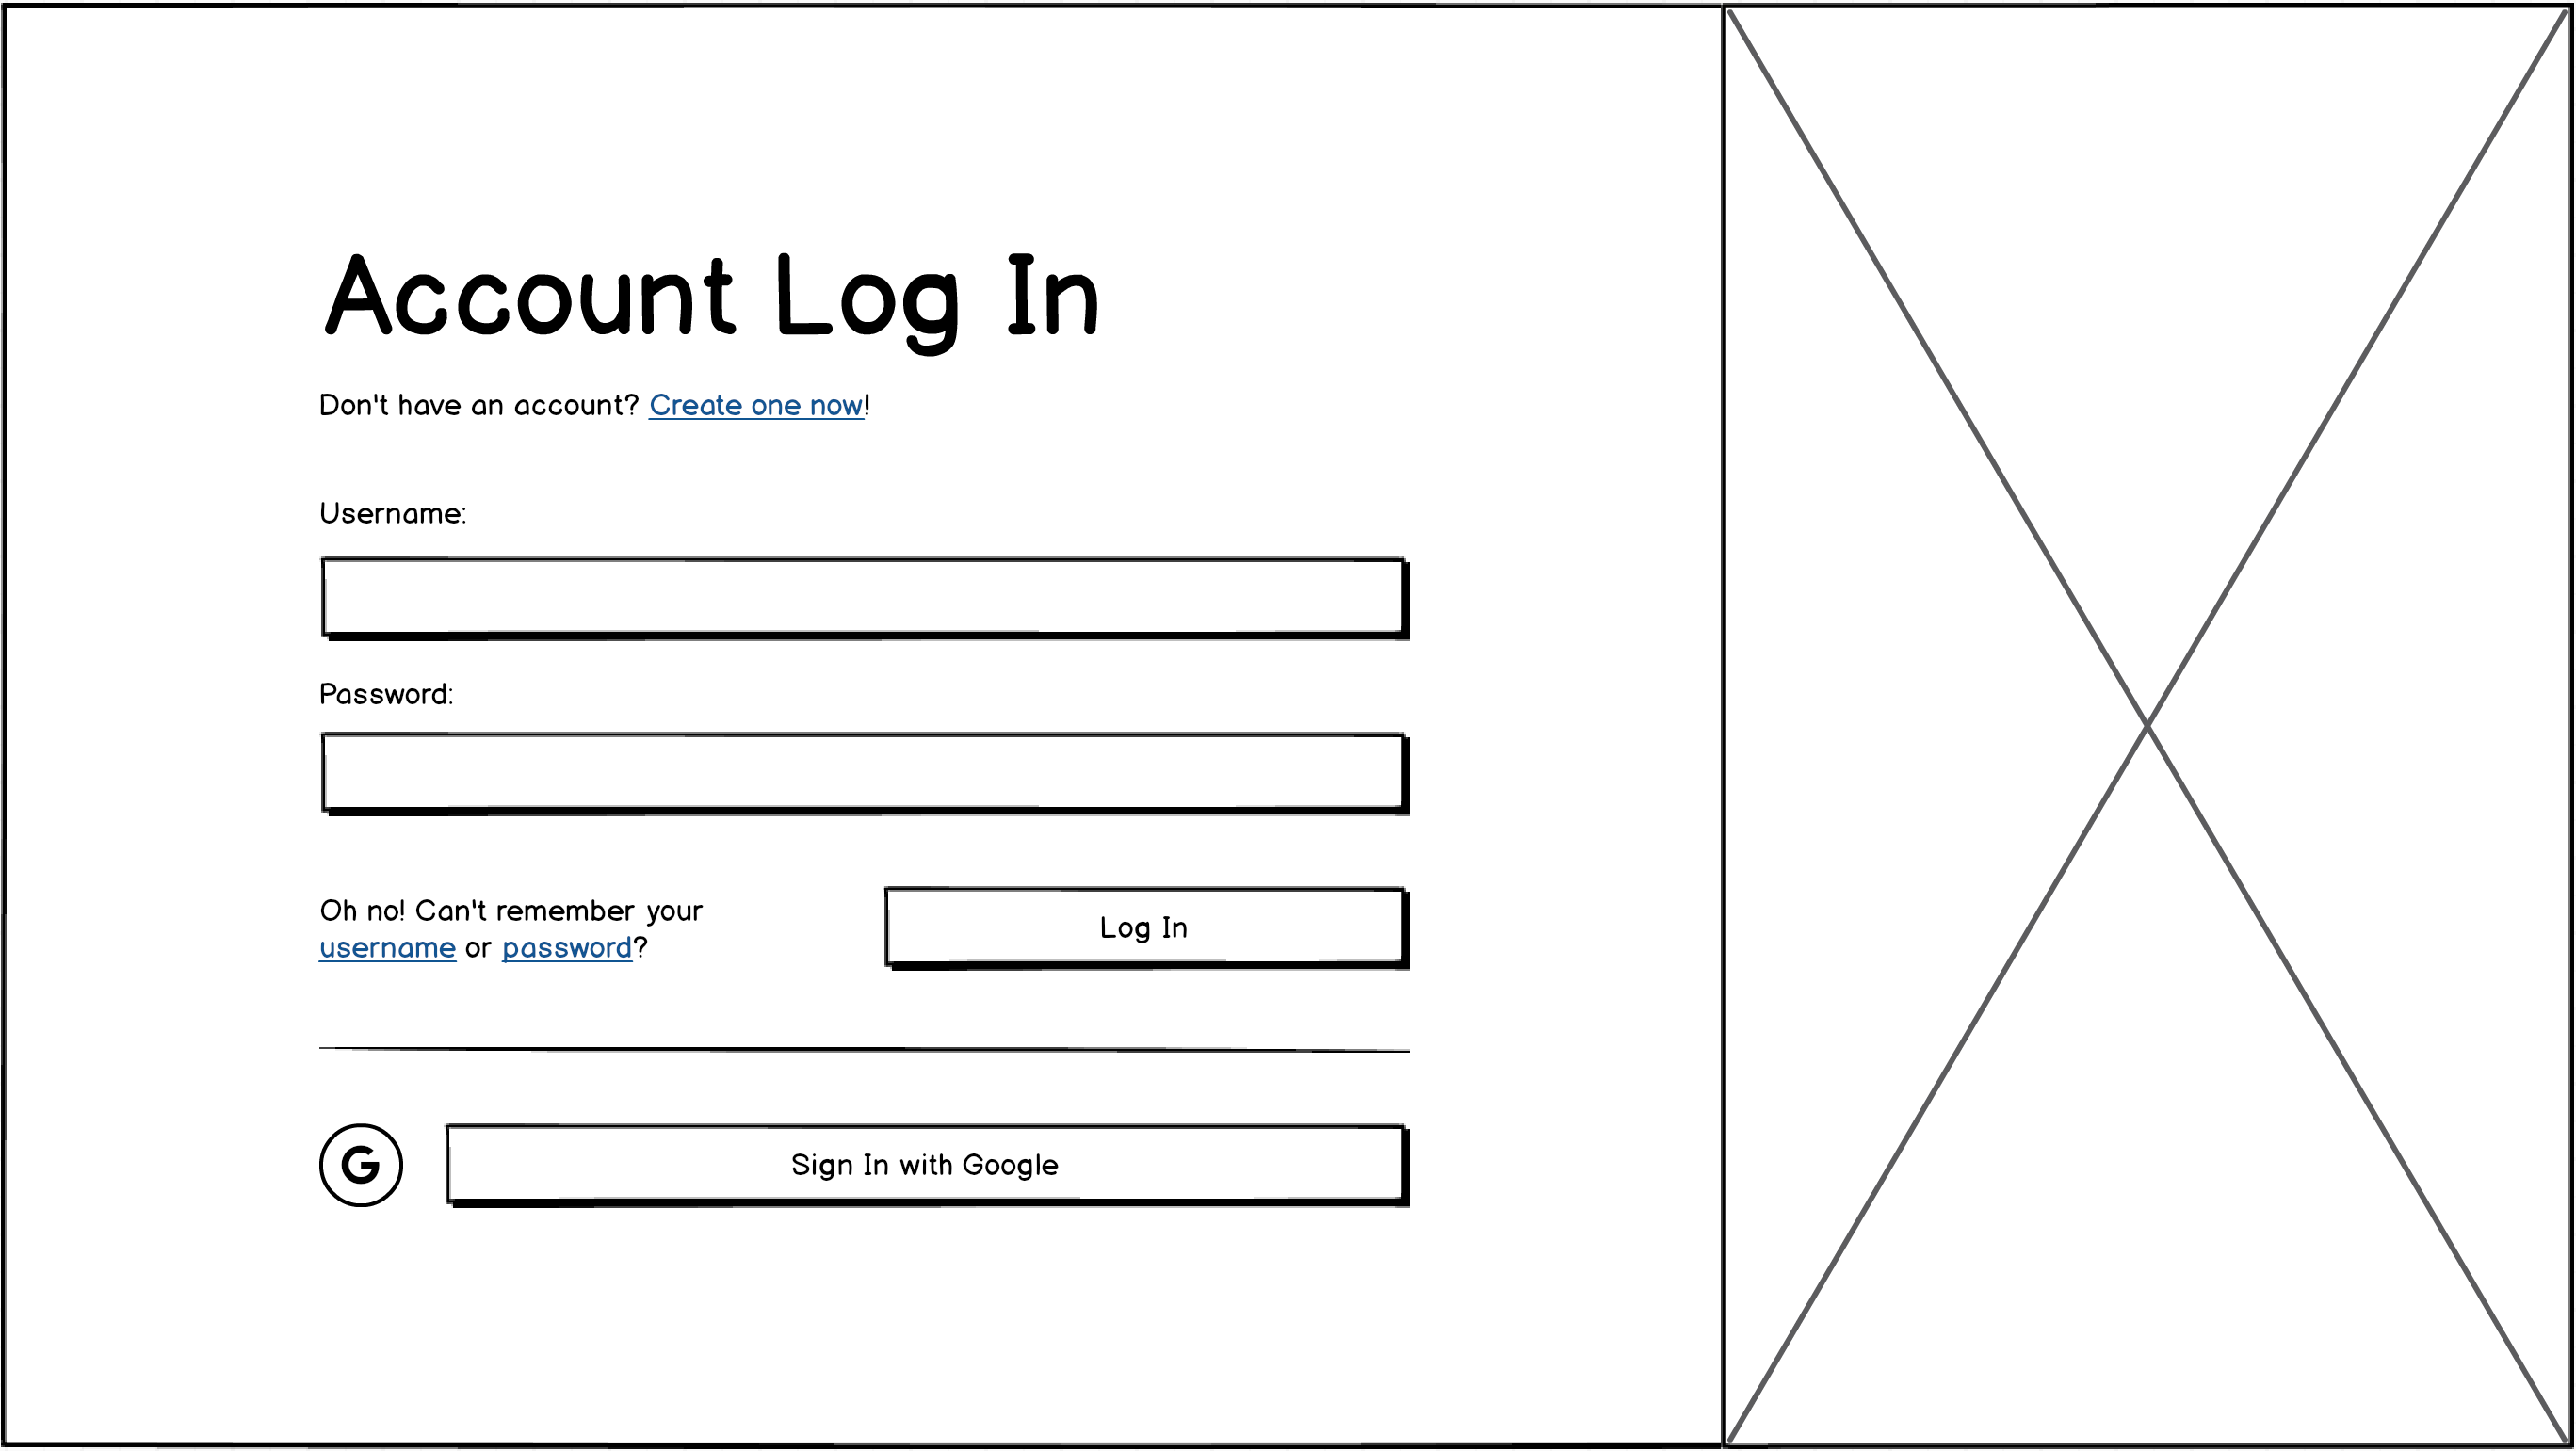 Account Log In
Don't have an account? Create one now!
Username:
Password:
Oh no! Can't remember your
username or password?
Log In
G
Sign In with Google